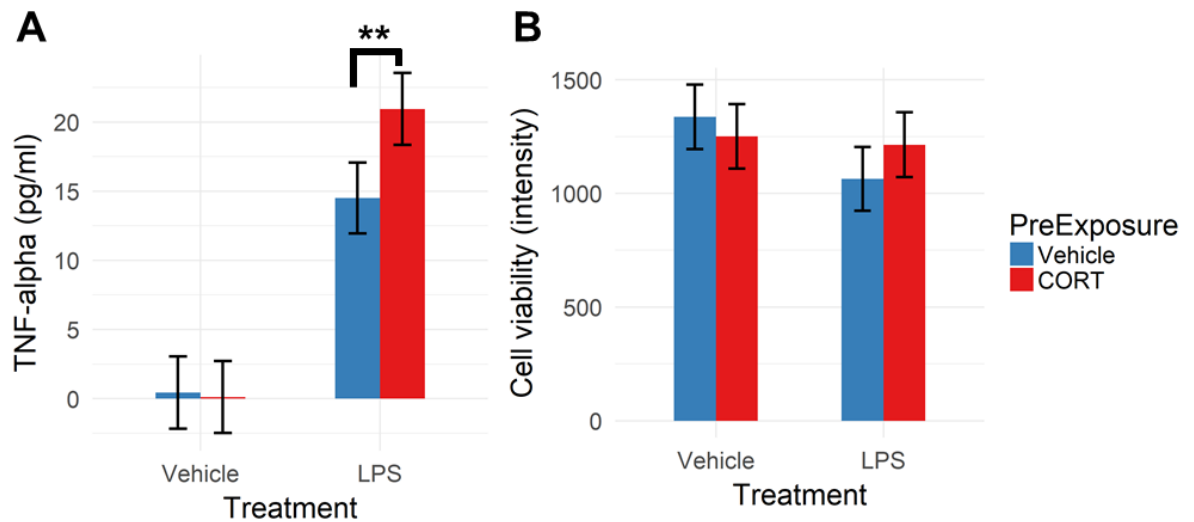 A
**
TNF-alpha (pg/ml)
20
15
10
5
0
Vehicle
LPS
Treatment
B
Cell viability (intensity)
1500
1000
500
0
Vehicle
LPS
Treatment
PreExposure
Vehicle
CORT